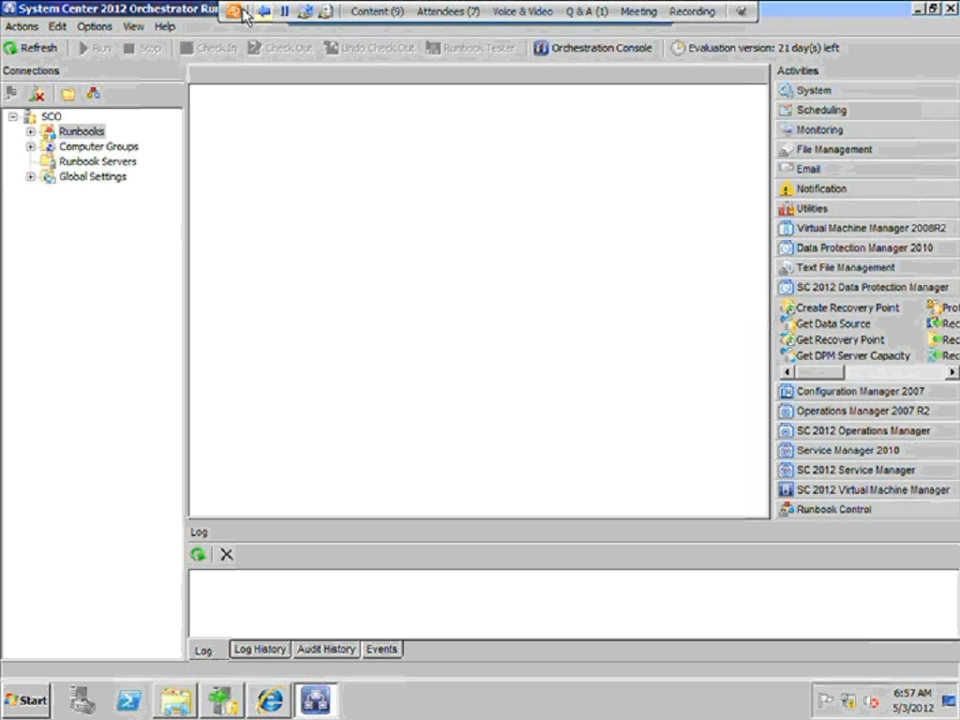 System Center 2012 Orchestrator Run
Content (9) Attendees (7) Voice & Video Q & A (1) Meeting Recording
Actions Edit Options View Help
Refresh Run Stop Check In Check Out Undo Check Out Runbook Tester Orchestration Console Evaluation version: 21 day(s) left
Connections
SCO
Runbooks
Computer Groups
Runbook Servers
Global Settings
Activities
System
Scheduling
Monitoring
File Management
Email
Notification
Utilities
Virtual Machine Manager 2008R2
Data Protection Manager 2010
Text File Management
SC 2012 Data Protection Manager
Create Recovery Point Prot
Get Data Source Rec
Get Recovery Point Rec
Get DPM Server Capacity Rec
Configuration Manager 2007
Operations Manager 2007 R2
SC 2012 Operations Manager
Service Manager 2010
SC 2012 Service Manager
SC 2012 Virtual Machine Manager
Runbook Control
Log
Log Log History Audit History Events
Start
6:57 AM
5/3/2012